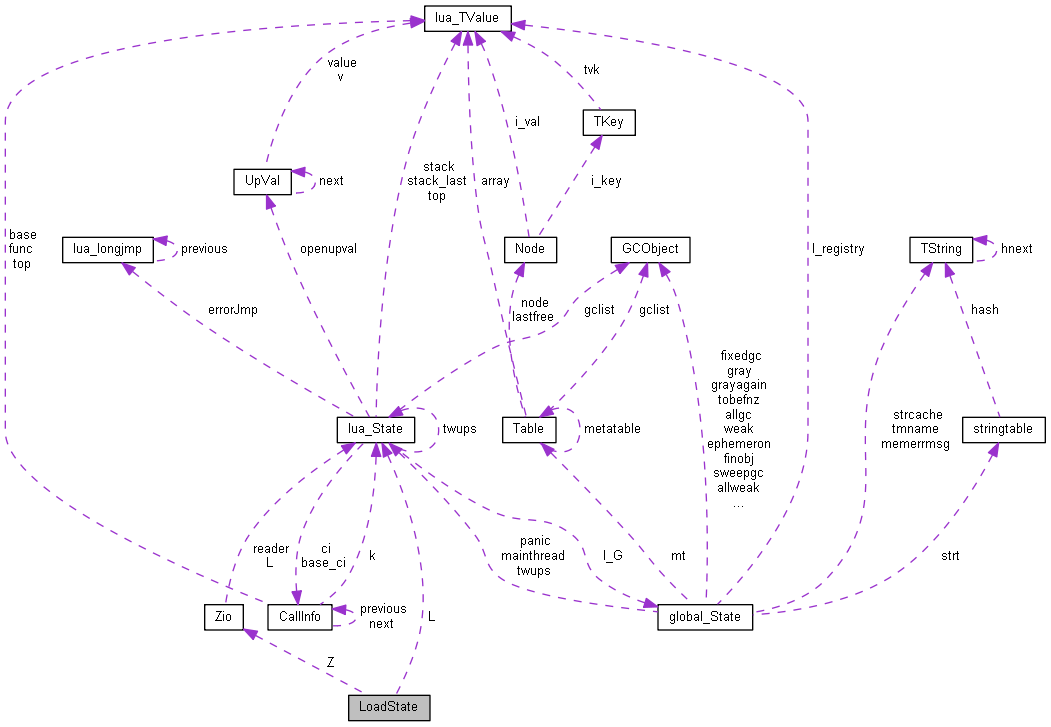 lua_TValue
value
v
tvk
TKey
i_val
stack
stack_last
top
array
i_key
UpVal
next
base
func
top
lua_longjmp
previous
openupval
Node
GCObject
l_registry
TString
hnext
errorJmp
node
lastfree
gclist
gclist
hash
fixedgc
gray
grayagain
tobefnz
allgc
weak
ephemeron
finobj
sweepgc
allweak
...
strcache
tmname
memerrmsg
lua_State
twups
Table
metatable
stringtable
reader
L
ci
base_ci
k
panic
mainthread
twups
l_G
mt
strt
Zio
CallInfo
previous
next
L
global_State
Z
LoadState